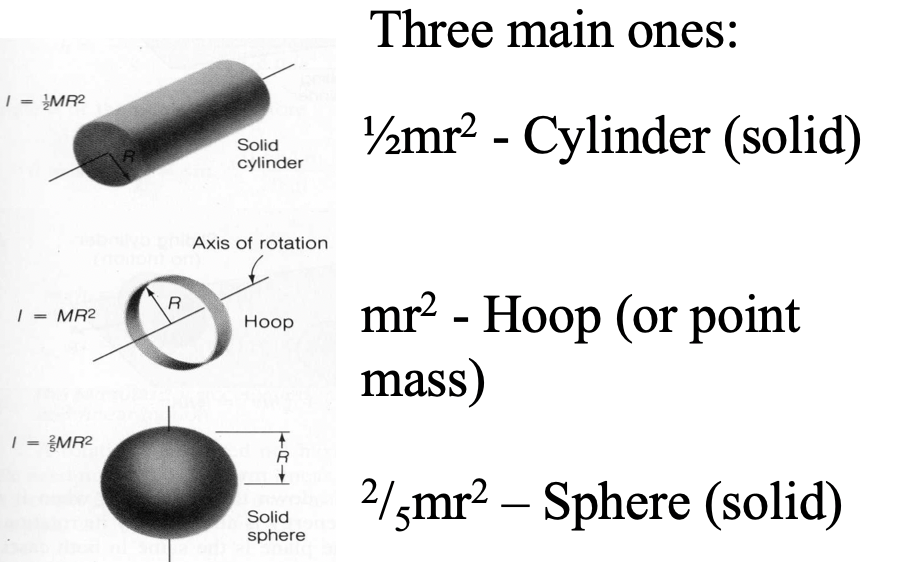 Three main ones:
I = ½MR²
R
Solid
cylinder
½mr² - Cylinder (solid)
Axis of rotation
I = MR²
R
Hoop
mr² - Hoop (or point
mass)
I = ⅖MR²
R
Solid
sphere
²/₅mr² – Sphere (solid)